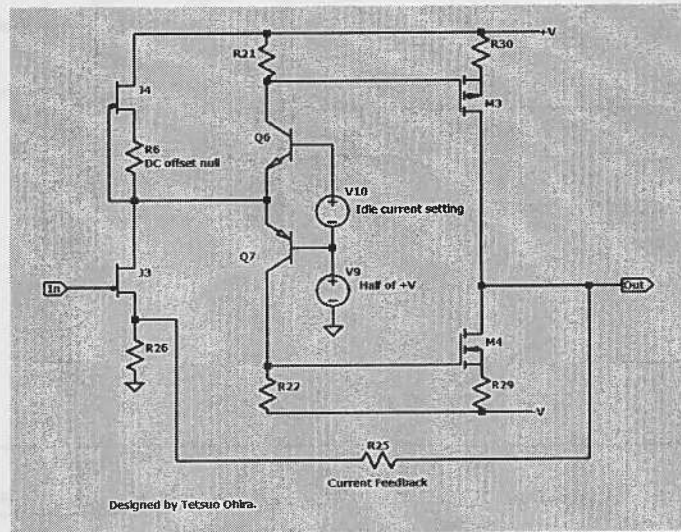 +V
R21
R30
J4
M3
Q6
R6
DC offset null
V10
Idle current setting
Q7
J3
V9
Half of +V
In
Out
R26
M4
R22
R29
-V
R25
Current Feedback
Designed by Tetsuo Ohira.